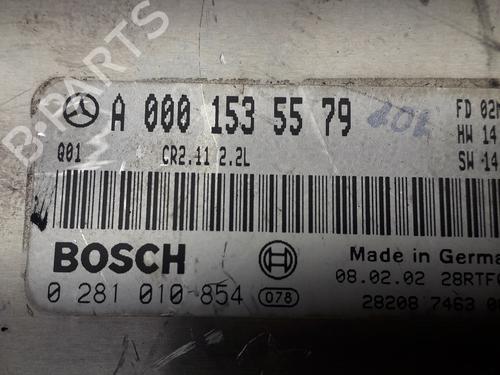 B-PARTS
A 000 153 55 79
FD 02
Q01 CR2.11 2.2L
HW 14
SW 14
BOSCH
Made in German
0 281 010 854 078
08.02.02 28RTF
28208 7463